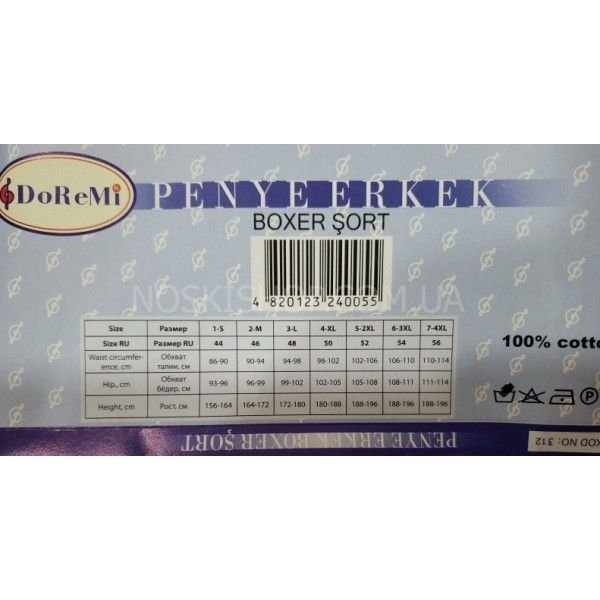 DoReMi
PENYE ERKEK
BOXER ŞORT
4 820123 240055
NOSKISHOP.COM.UA
Size Размер 1-S 2-M 3-L 4-XL 5-2XL 6-3XL 7-4XL
Size RU Размер RU 44 46 48 50 52 54 56
Waist circumfer- Обхват 86-90 90-94 94-98 98-102 102-106 106-110 110-114
ence, cm талии, см
Hip., cm Обхват 93-96 96-99 99-102 102-105 105-108 108-111 111-114
бёдер, см
Height, cm Рост, см 156-164 164-172 172-180 180-188 188-196 188-196 188-196
100% cotto
P
PENYE ERKEK BOXER ŞORT
KOD NO: 312